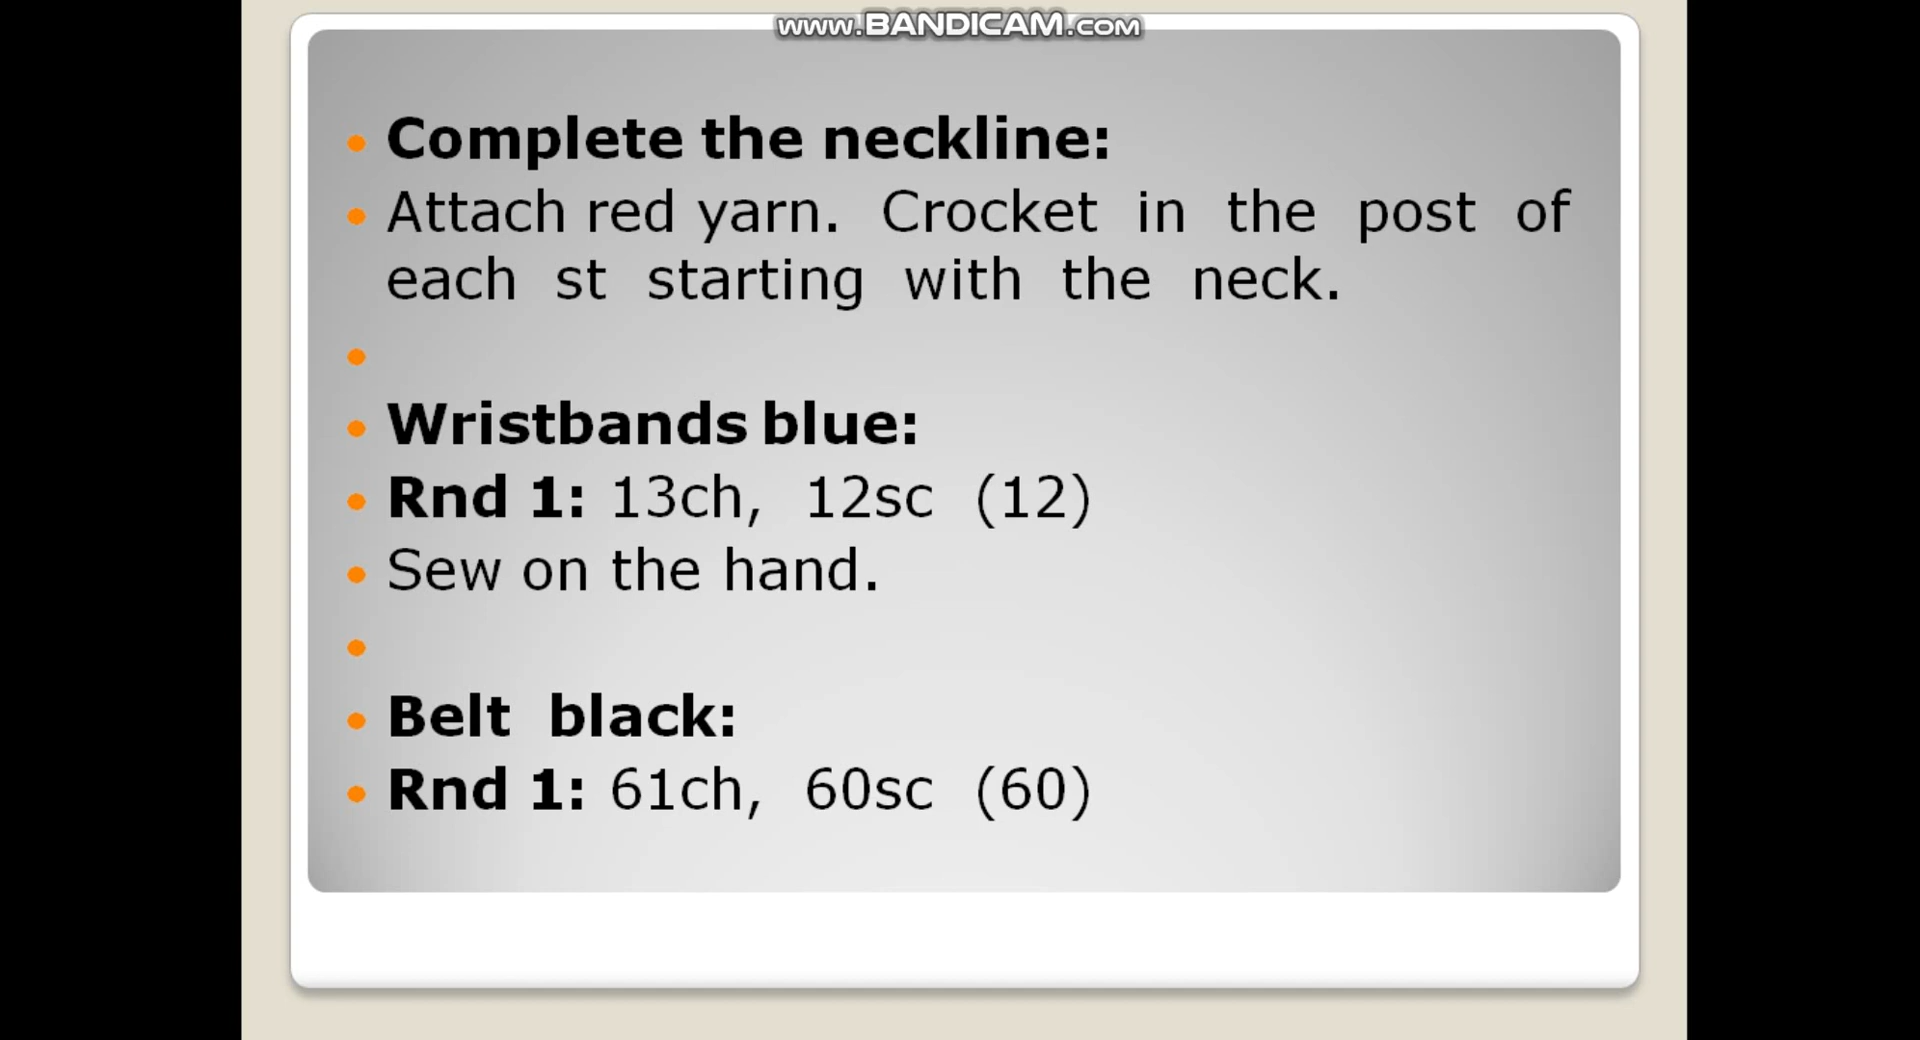 www.BANDICAM.com
Complete the neckline:
Attach red yarn. Crocket in the post of
each st starting with the neck.
Wristbands blue:
Rnd 1: 13ch, 12sc (12)
Sew on the hand.
Belt black:
Rnd 1: 61ch, 60sc (60)